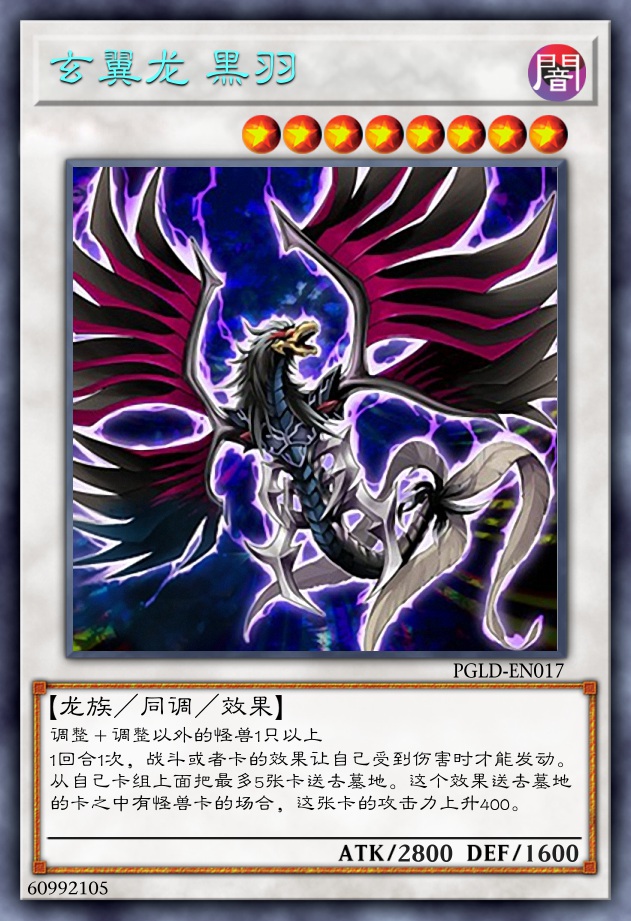 玄翼龙 黑羽
闇
PGLD-EN017
【龙族／同调／效果】
调整＋调整以外的怪兽1只以上
1回合1次，战斗或者卡的效果让自己受到伤害时才能发动。
从自己卡组上面把最多5张卡送去墓地。这个效果送去墓地
的卡之中有怪兽卡的场合，这张卡的攻击力上升400。
ATK/2800 DEF/1600
60992105